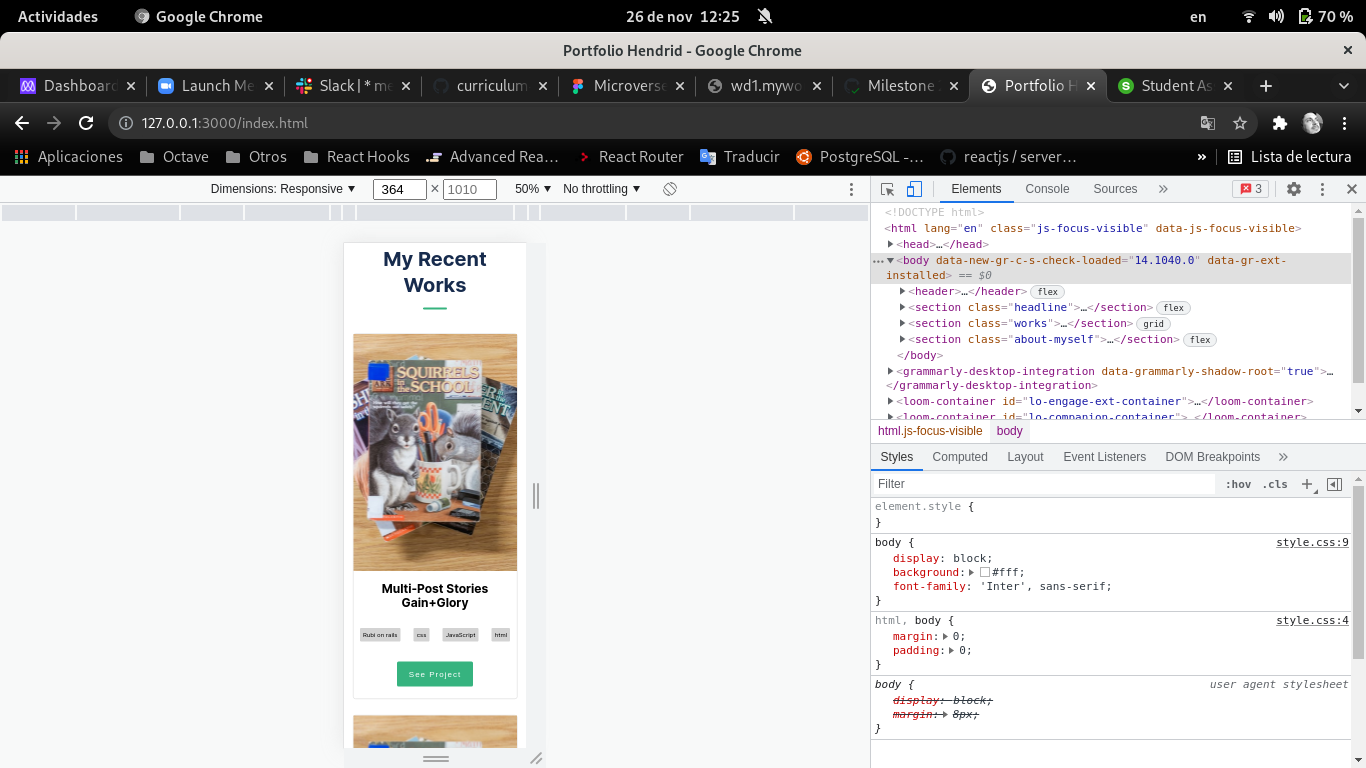 Actividades Google Chrome 26 de nov 12:25 en 70 %
Portfolio Hendrid - Google Chrome
Dashboard Launch Me Slack | * me curriculum Microverse wd1.mywo Milestone Portfolio H Student As
127.0.0.1:3000/index.html
Aplicaciones Octave Otros React Hooks Advanced Rea… React Router Traducir PostgreSQL -… reactjs / server… » Lista de lectura
Dimensions: Responsive 364 × 1010 50% No throttling
Elements Console Sources » 3
My Recent
Works
SQUIRRELS
in the SCHOOL
Multi-Post Stories
Gain+Glory
Rubi on rails css JavaScript html
See Project
<!DOCTYPE html>
<html lang="en" class="js-focus-visible" data-js-focus-visible>
<head>…</head>
<body data-new-gr-c-s-check-loaded="14.1040.0" data-gr-ext-
installed> == $0
<header>…</header> flex
<section class="headline">…</section> flex
<section class="works">…</section> grid
<section class="about-myself">…</section> flex
</body>
<grammarly-desktop-integration data-grammarly-shadow-root="true">…
</grammarly-desktop-integration>
<loom-container id="lo-engage-ext-container">…</loom-container>
<loom-container id="lo-companion-container">…</loom-container>
html.js-focus-visible body
Styles Computed Layout Event Listeners DOM Breakpoints »
Filter :hov .cls +
element.style {
}
body { style.css:9
display: block;
background: #fff;
font-family: 'Inter', sans-serif;
}
html, body { style.css:4
margin: 0;
padding: 0;
}
body { user agent stylesheet
display: block;
margin: 8px;
}